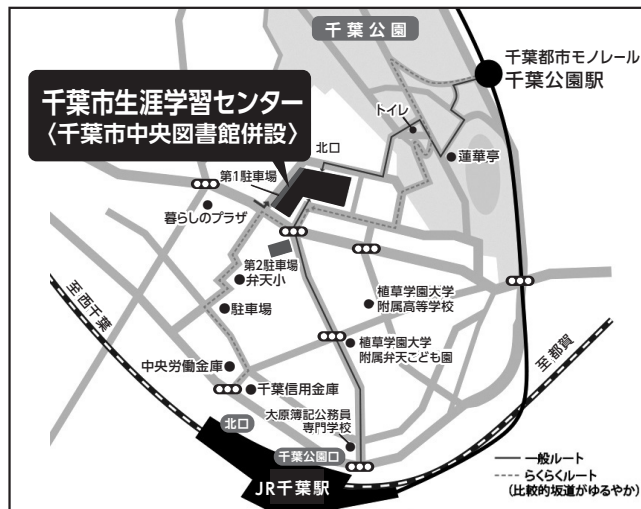 千葉公園
千葉都市モノレール
千葉公園駅
千葉市生涯学習センター
〈千葉市中央図書館併設〉
トイレ
北口
蓮華亭
第1駐車場
暮らしのプラザ
第2駐車場
弁天小
至西千葉
駐車場
植草学園大学
附属高等学校
植草学園大学
附属弁天こども園
至都賀
中央労働金庫
千葉信用金庫
大原簿記公務員
専門学校
北口
千葉公園口
JR千葉駅
一般ルート
らくらくルート
(比較的坂道がゆるやか)